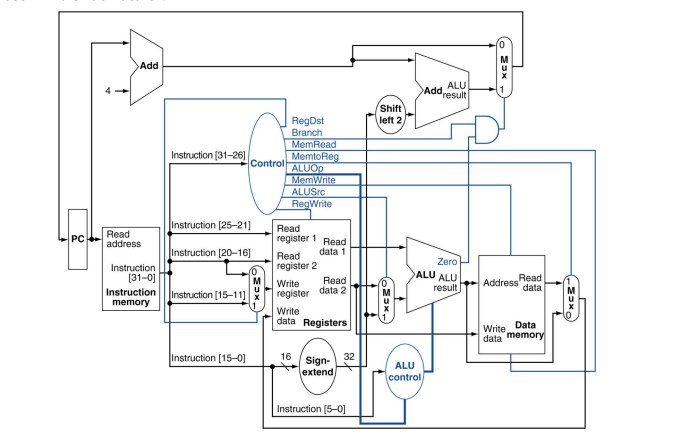 0
M
u
x
1
Add
4
Add
ALU
result
Shift
left 2
RegDst
Branch
MemRead
MemtoReg
ALUOp
MemWrite
ALUSrc
RegWrite
Control
Instruction [31–26]
Instruction [25–21]
Instruction [20–16]
Instruction [15–11]
Instruction [15–0]
Instruction [5–0]
PC
Read
address
Instruction
[31–0]
Instruction
memory
0
M
u
x
1
Read
register 1
Read
register 2
Write
register
Write
data
Read
data 1
Read
data 2
Registers
0
M
u
x
1
Zero
ALU
ALU
result
Address
Read
data
Write
data
Data
memory
1
M
u
x
0
16
Sign-
extend
32
ALU
control